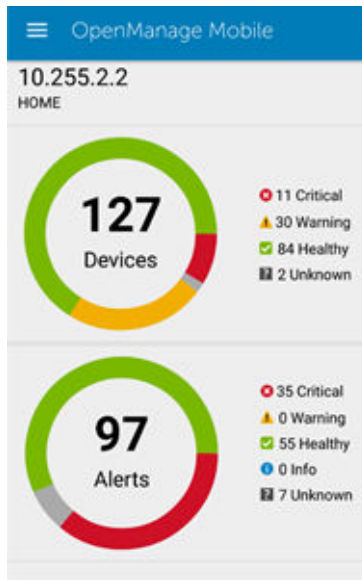 OpenManage Mobile
10.255.2.2
HOME
127
Devices
11 Critical
30 Warning
84 Healthy
2 Unknown
97
Alerts
35 Critical
0 Warning
55 Healthy
0 Info
7 Unknown